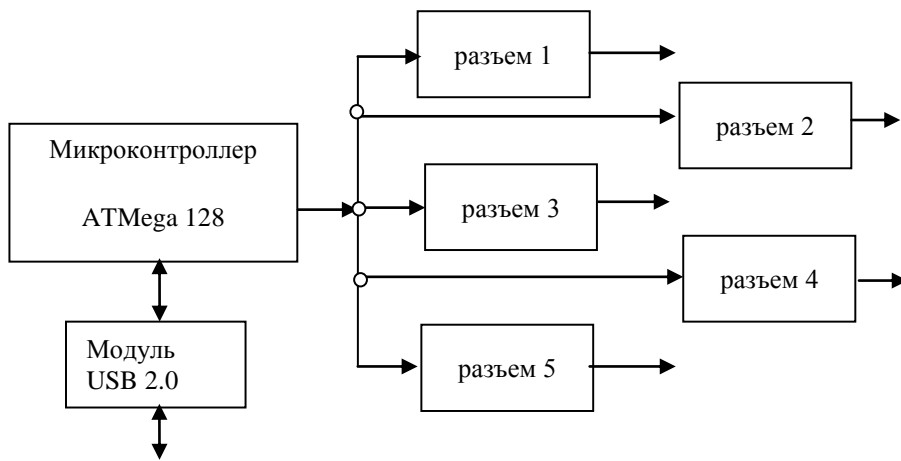 разъем 1
разъем 2
Микроконтроллер
ATMega 128
разъем 3
разъем 4
Модуль
USB 2.0
разъем 5